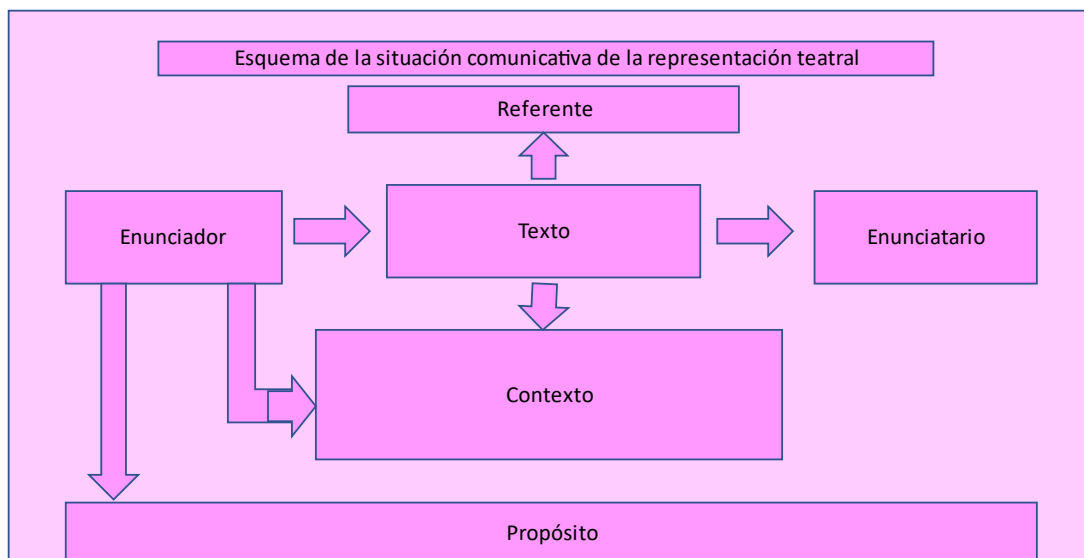 Esquema de la situación comunicativa de la representación teatral
Referente
Enunciador
Texto
Enunciatario
Contexto
Propósito